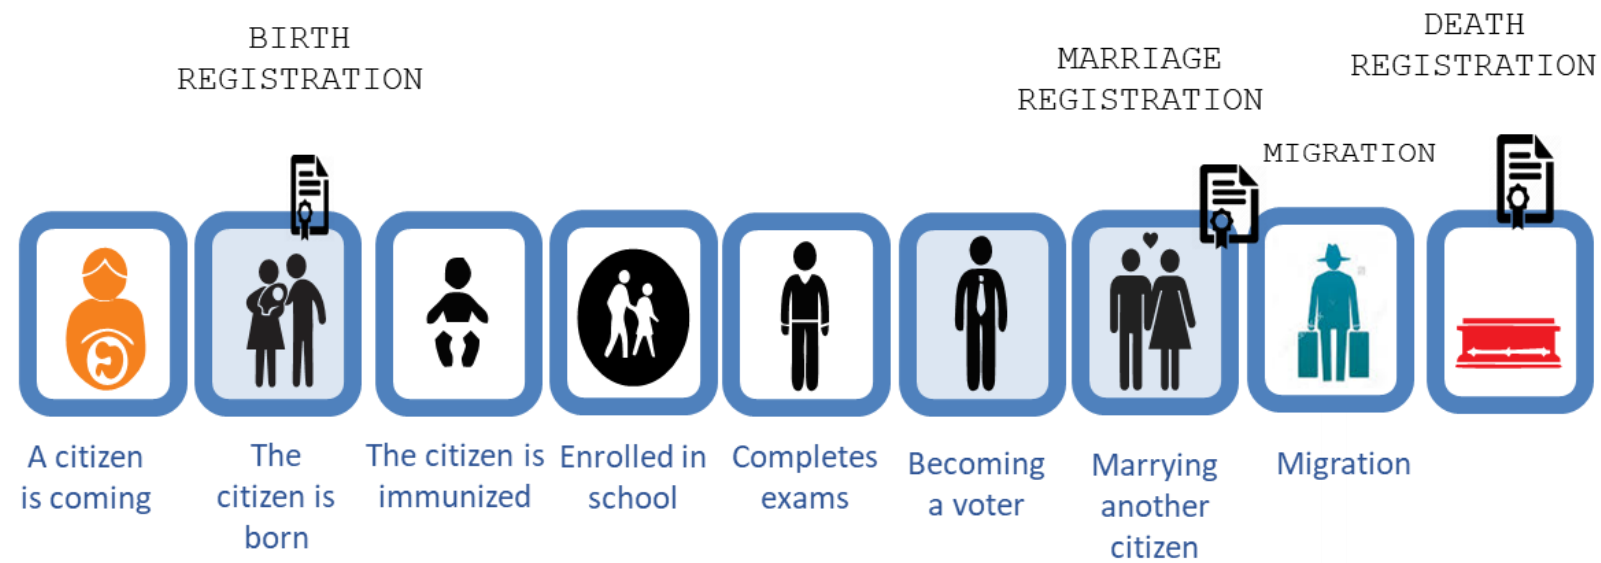 BIRTH
REGISTRATION
MARRIAGE
REGISTRATION
MIGRATION
DEATH
REGISTRATION
A citizen
is coming
The
citizen is
born
The citizen is
immunized
Enrolled in
school
Completes
exams
Becoming
a voter
Marrying
another
citizen
Migration